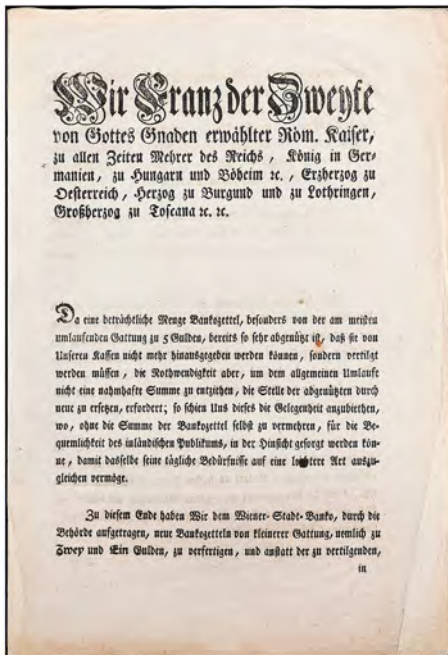 Wir Franz der Zweyte
von Gottes Gnaden erwählter Röm. Kaiser,
zu allen Zeiten Mehrer des Reichs, König in Ger-
manien, zu Hungarn und Böheim ꝛc., Erzherzog zu
Oesterreich, Herzog zu Burgund und zu Lothringen,
Großherzog zu Toscana ꝛc. ꝛc.
Da eine beträchtliche Menge Bankozettel, besonders von der am meisten
umlaufenden Gattung zu 5 Gulden, bereits so sehr abgenützt ist, daß sie von
Unseren Kassen nicht mehr hinausgegeben werden können, sondern vertilgt
werden müssen, die Nothwendigkeit aber, um dem allgemeinen Umlaufe
nicht eine nahmhafte Summe zu entziehen, die Stelle der abgenützten durch
neue zu ersetzen, erfordert; so schien Uns dieses die Gelegenheit anzubiethen,
wo, ohne die Summe der Bankozettel selbst zu vermehren, für die Be-
quemlichkeit des inländischen Publikums, in der Hinsicht gesorgt werden kön-
ne, damit dasselbe seine tägliche Bedürfnisse auf eine leichtere Art auszu-
gleichen vermöge.
Zu diesem Ende haben Wir dem Wiener-Stadt-Banko, durch die
Behörde aufgetragen, neue Bankozetteln von kleinerer Gattung, nemlich zu
Zwey und Ein Gulden, zu verfertigen, und anstatt der zu vertilgenden,
in